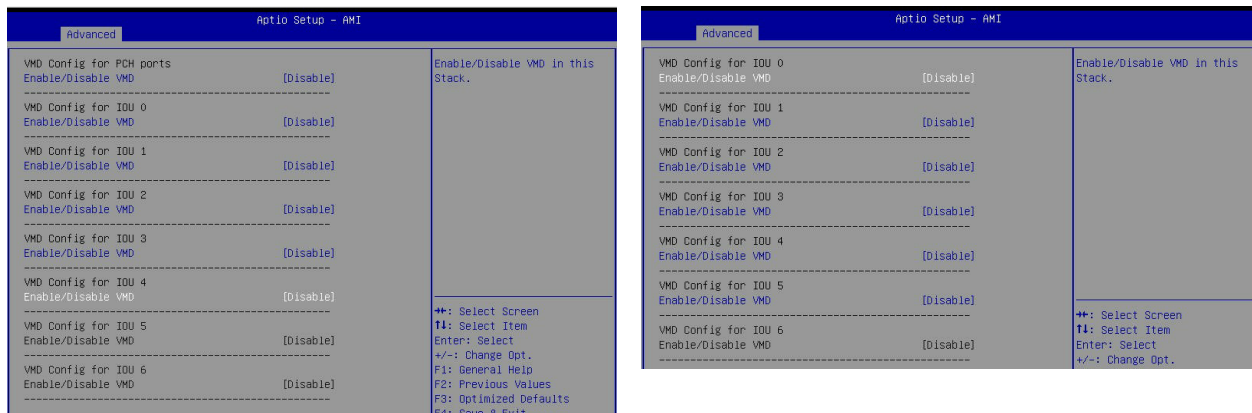 Aptio Setup – AMI
Advanced
VMD Config for PCH ports
Enable/Disable VMD [Disable]
VMD Config for IOU 0
Enable/Disable VMD [Disable]
VMD Config for IOU 1
Enable/Disable VMD [Disable]
VMD Config for IOU 2
Enable/Disable VMD [Disable]
VMD Config for IOU 3
Enable/Disable VMD [Disable]
VMD Config for IOU 4
Enable/Disable VMD [Disable]
VMD Config for IOU 5
Enable/Disable VMD [Disable]
VMD Config for IOU 6
Enable/Disable VMD [Disable]
Enable/Disable VMD in this
Stack.
→←: Select Screen
↑↓: Select Item
Enter: Select
+/-: Change Opt.
F1: General Help
F2: Previous Values
F3: Optimized Defaults
F4: Save & Exit
Aptio Setup – AMI
Advanced
VMD Config for IOU 0
Enable/Disable VMD [Disable]
VMD Config for IOU 1
Enable/Disable VMD [Disable]
VMD Config for IOU 2
Enable/Disable VMD [Disable]
VMD Config for IOU 3
Enable/Disable VMD [Disable]
VMD Config for IOU 4
Enable/Disable VMD [Disable]
VMD Config for IOU 5
Enable/Disable VMD [Disable]
VMD Config for IOU 6
Enable/Disable VMD [Disable]
Enable/Disable VMD in this
Stack.
→←: Select Screen
↑↓: Select Item
Enter: Select
+/-: Change Opt.